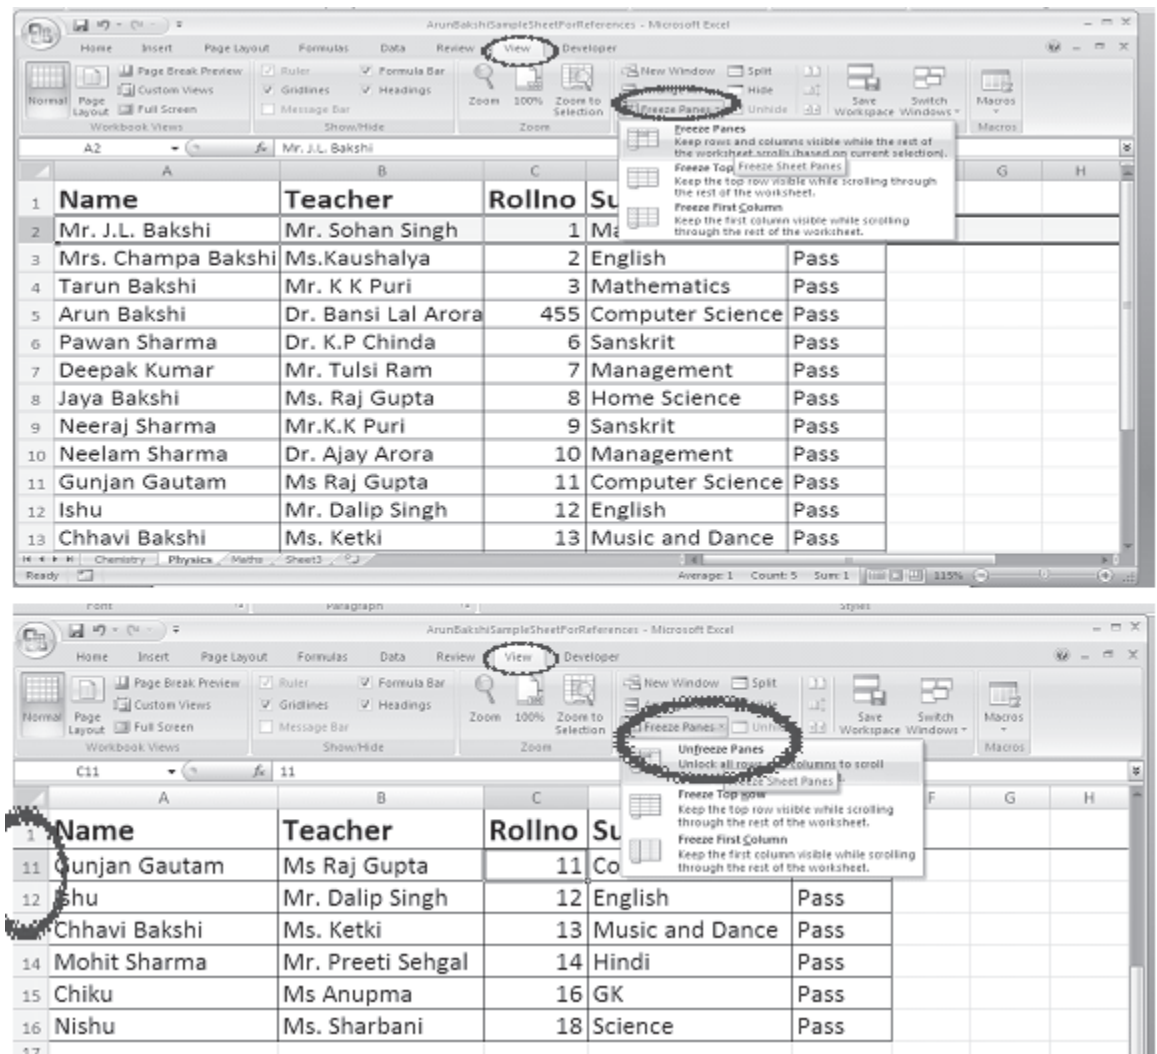 ArunBakshiSampleSheetForReferences - Microsoft Excel
Home Insert Page Layout Formulas Data Review View Developer
Page Break Preview Ruler Formula Bar New Window Split
Custom Views Gridlines Headings Hide
Normal Page Layout Full Screen Message Bar Zoom 100% Zoom to Selection Freeze Panes Unhide Save Workspace Switch Windows Macros
Workbook Views Show/Hide Zoom Macros
A2 fx Mr. J.L. Bakshi
Freeze Panes
Keep rows and columns visible while the rest of
the worksheet scrolls (based on current selection).
Freeze Top Freeze Sheet Panes
Keep the top row visible while scrolling through
the rest of the worksheet.
Freeze First Column
Keep the first column visible while scrolling
through the rest of the worksheet.
A B C G H
1 Name Teacher Rollno Su
2 Mr. J.L. Bakshi Mr. Sohan Singh 1 Ma
3 Mrs. Champa Bakshi Ms.Kaushalya 2 English Pass
4 Tarun Bakshi Mr. K K Puri 3 Mathematics Pass
5 Arun Bakshi Dr. Bansi Lal Arora 455 Computer Science Pass
6 Pawan Sharma Dr. K.P Chinda 6 Sanskrit Pass
7 Deepak Kumar Mr. Tulsi Ram 7 Management Pass
8 Jaya Bakshi Ms. Raj Gupta 8 Home Science Pass
9 Neeraj Sharma Mr.K.K Puri 9 Sanskrit Pass
10 Neelam Sharma Dr. Ajay Arora 10 Management Pass
11 Gunjan Gautam Ms Raj Gupta 11 Computer Science Pass
12 Ishu Mr. Dalip Singh 12 English Pass
13 Chhavi Bakshi Ms. Ketki 13 Music and Dance Pass
Chemistry Physics Maths Sheet3
Ready Average: 1 Count: 5 Sum: 1 115%
Font Paragraph Styles
ArunBakshiSampleSheetForReferences - Microsoft Excel
Home Insert Page Layout Formulas Data Review View Developer
Page Break Preview Ruler Formula Bar New Window Split
Custom Views Gridlines Headings
Normal Page Layout Full Screen Message Bar Zoom 100% Zoom to Selection Freeze Panes Save Workspace Switch Windows Macros
Workbook Views Show/Hide Zoom Macros
C11 fx 11
Unfreeze Panes
Unlock all rows columns to scroll
Freeze Sheet Panes
Freeze Top Row
Keep the top row visible while scrolling
through the rest of the worksheet.
Freeze First Column
Keep the first column visible while scrolling
through the rest of the worksheet.
A B C F G H
1 Name Teacher Rollno Su
11 Gunjan Gautam Ms Raj Gupta 11 Co
12 Ishu Mr. Dalip Singh 12 English Pass
Chhavi Bakshi Ms. Ketki 13 Music and Dance Pass
14 Mohit Sharma Mr. Preeti Sehgal 14 Hindi Pass
15 Chiku Ms Anupma 16 GK Pass
16 Nishu Ms. Sharbani 18 Science Pass
17